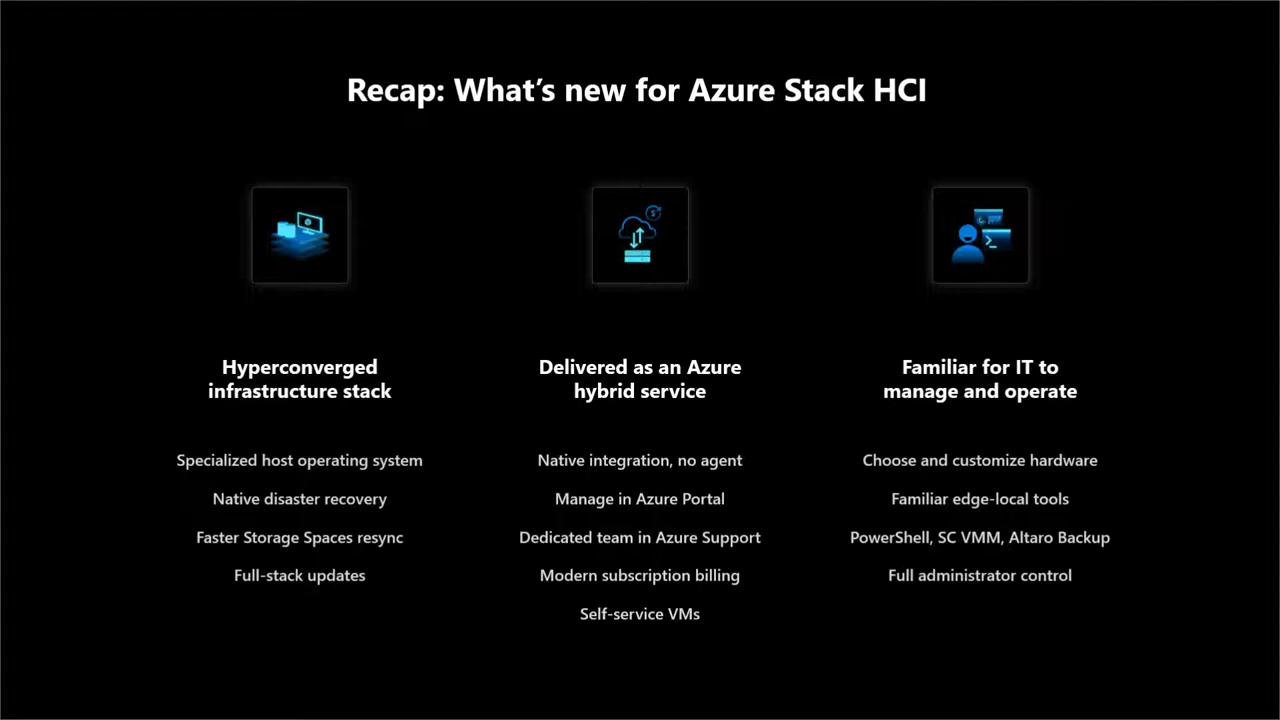 Recap: What’s new for Azure Stack HCI
Hyperconverged
infrastructure stack
Specialized host operating system
Native disaster recovery
Faster Storage Spaces resync
Full-stack updates
Delivered as an Azure
hybrid service
Native integration, no agent
Manage in Azure Portal
Dedicated team in Azure Support
Modern subscription billing
Self-service VMs
Familiar for IT to
manage and operate
Choose and customize hardware
Familiar edge-local tools
PowerShell, SC VMM, Altaro Backup
Full administrator control